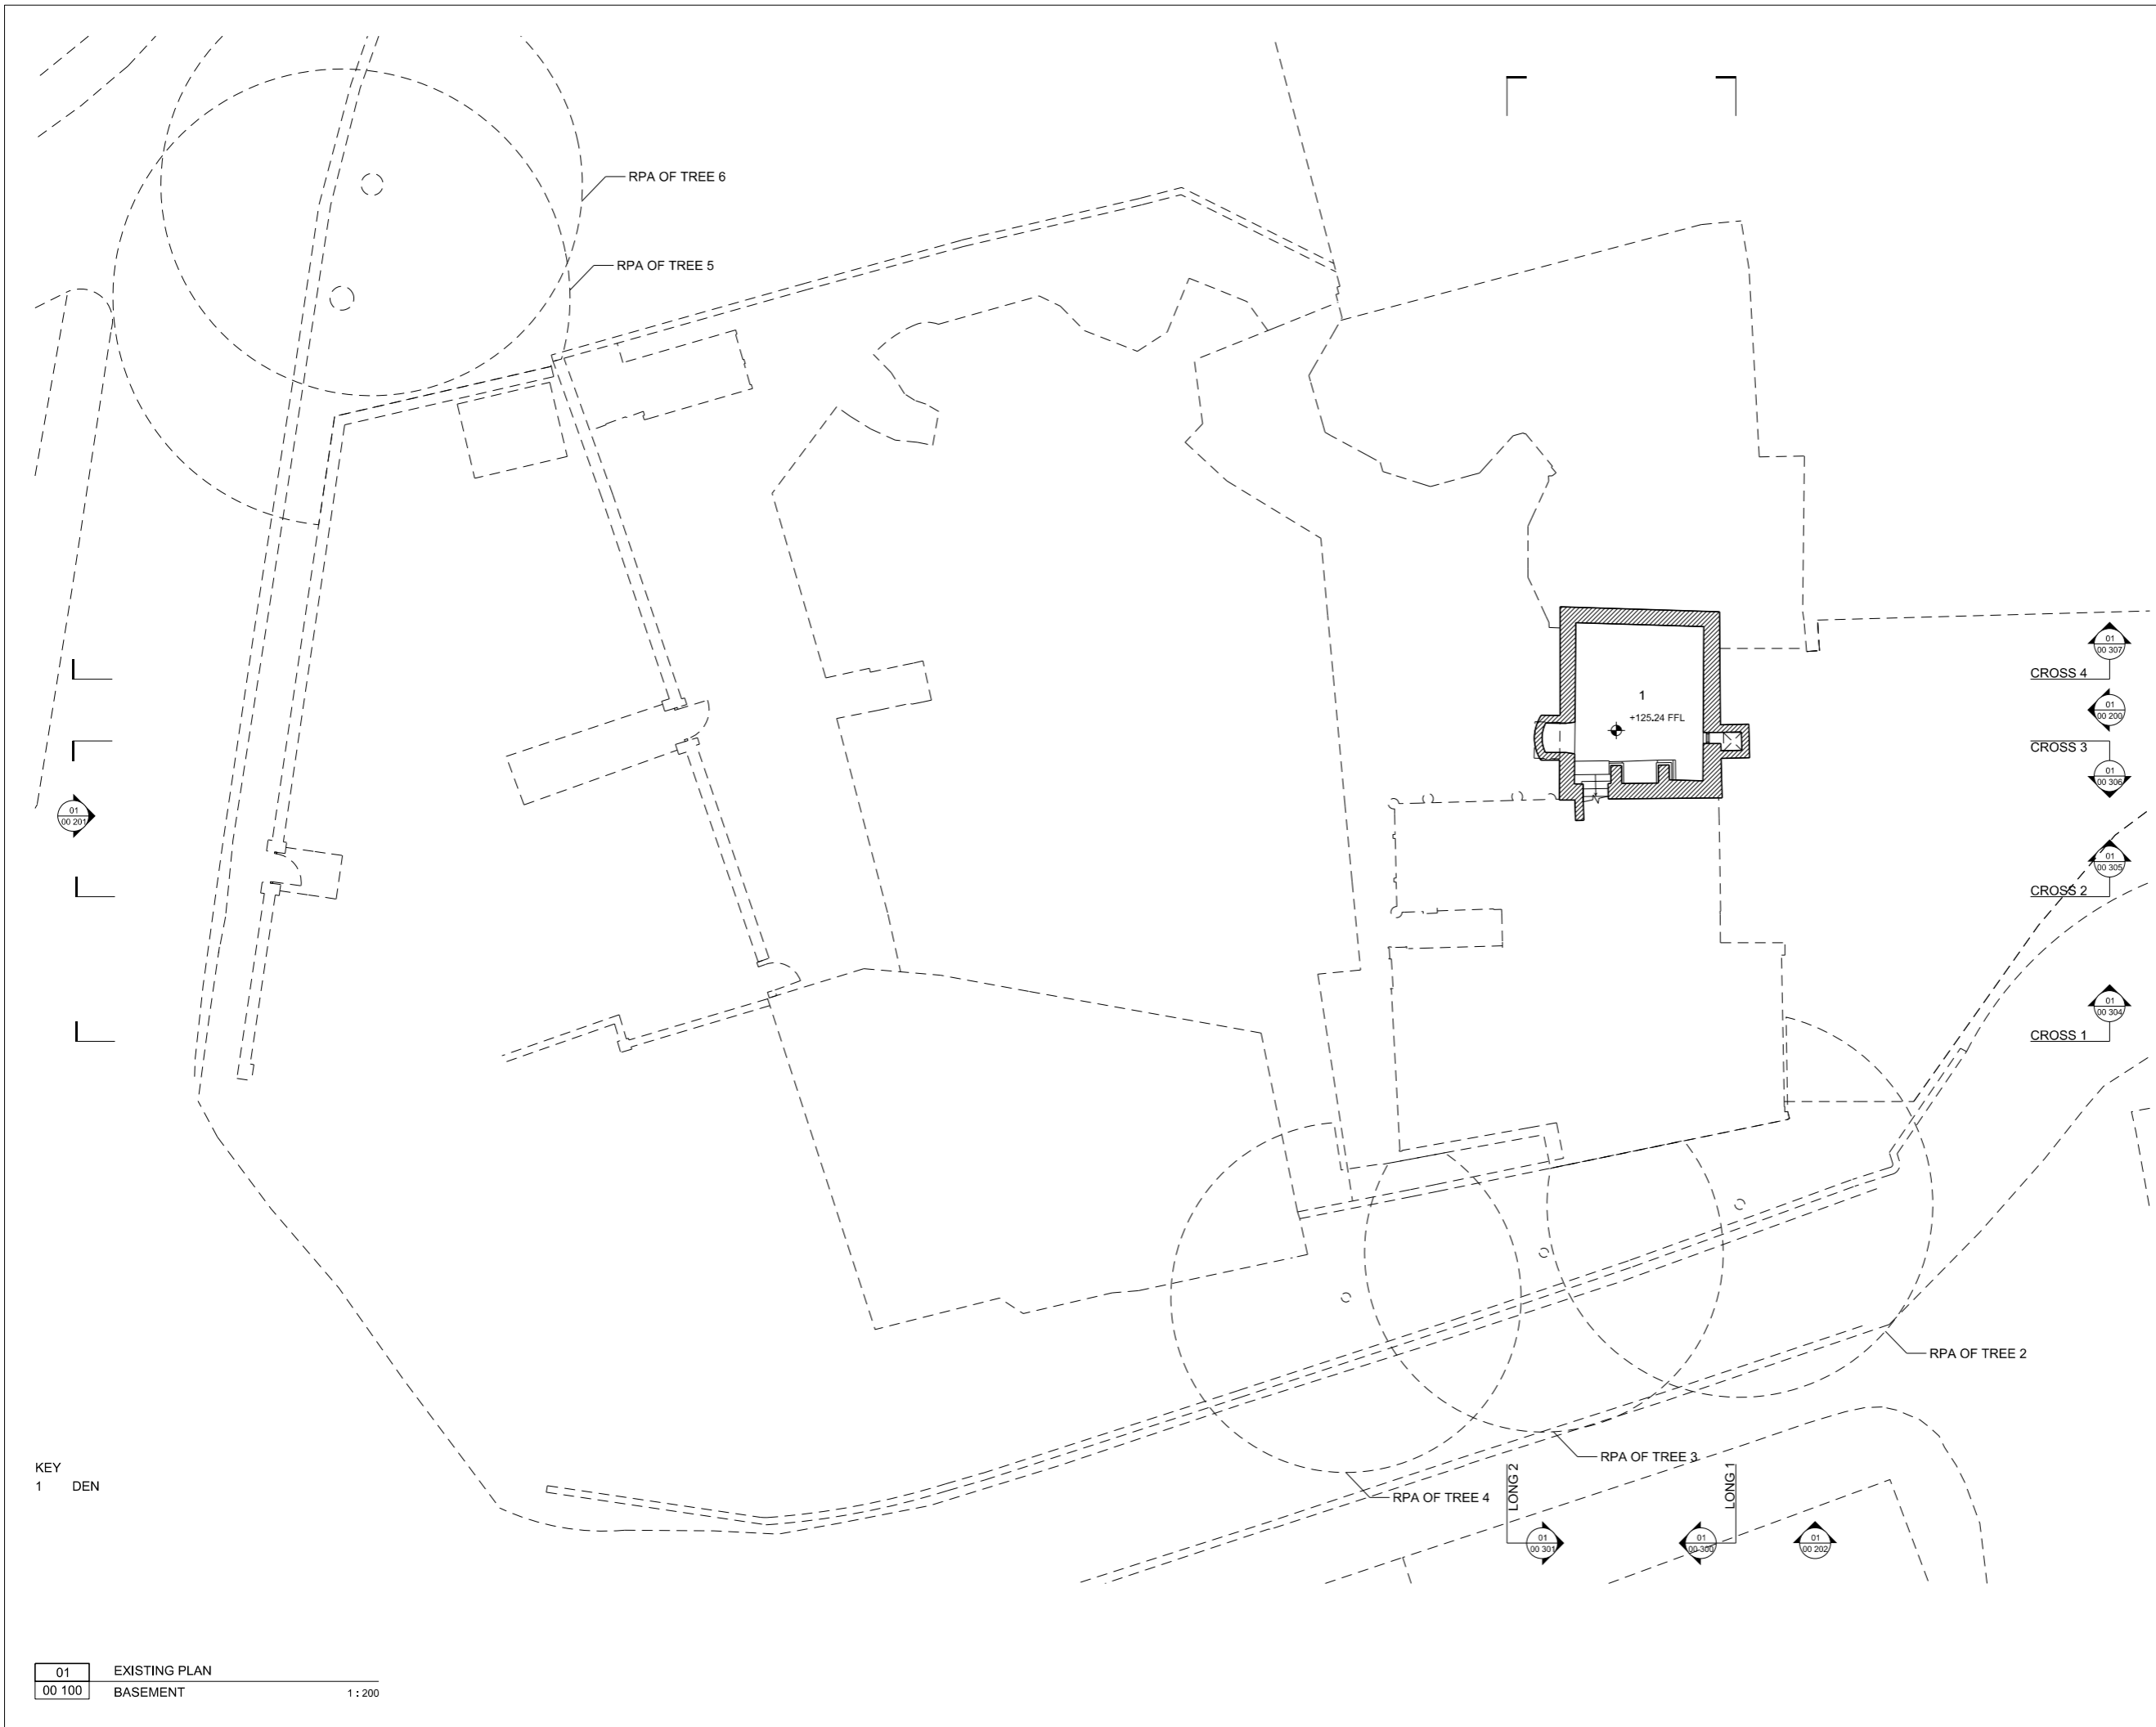 RPA OF TREE 6
RPA OF TREE 5
01
00 307
CROSS 4
1
+125.24 FFL
01
00 200
CROSS 3
01
00 306
01
00 201
01
00 305
CROSS 2
01
00 304
CROSS 1
RPA OF TREE 2
RPA OF TREE 3
RPA OF TREE 4
LONG 2
LONG 1
01
00 301
01
00 300
01
00 202
KEY
1 DEN
01 EXISTING PLAN
00 100 BASEMENT 1 : 200